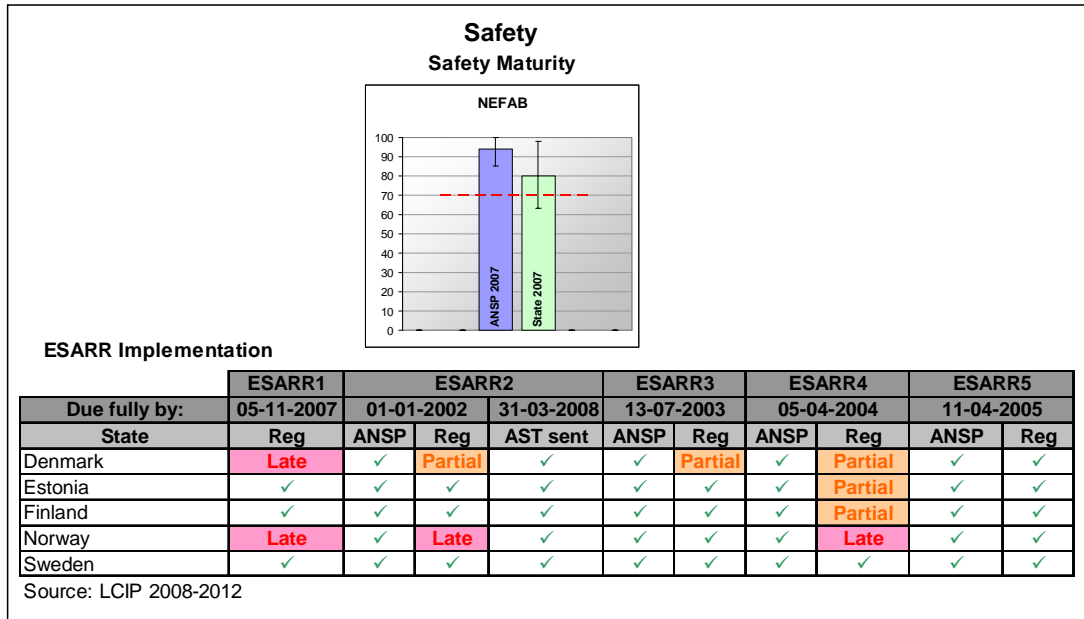 Safety
Safety Maturity
NEFAB
100
90
80
70
60
50
40
30
20
10
0
ANSP 2007
State 2007
ESARR Implementation
ESARR1 ESARR2 ESARR3 ESARR4 ESARR5
Due fully by: 05-11-2007 01-01-2002 31-03-2008 13-07-2003 05-04-2004 11-04-2005
State Reg ANSP Reg AST sent ANSP Reg ANSP Reg ANSP Reg
Denmark Late ✓ Partial ✓ ✓ Partial ✓ Partial ✓ ✓
Estonia ✓ ✓ ✓ ✓ ✓ ✓ ✓ Partial ✓ ✓
Finland ✓ ✓ ✓ ✓ ✓ ✓ ✓ Partial ✓ ✓
Norway Late ✓ Late ✓ ✓ ✓ ✓ Late ✓ ✓
Sweden ✓ ✓ ✓ ✓ ✓ ✓ ✓ ✓ ✓ ✓
Source: LCIP 2008-2012